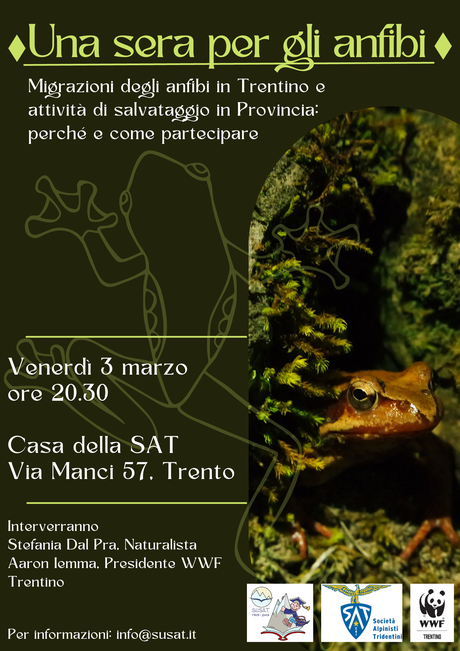 Una sera per gli anfibi
Migrazioni degli anfibi in Trentino e
attività di salvataggio in Provincia:
perché e come partecipare
Venerdì 3 marzo
ore 20.30
Casa della SAT
Via Manci 57, Trento
Interverranno
Stefania Dal Pra, Naturalista
Aaron Iemma, Presidente WWF
Trentino
Per informazioni: info@susat.it
SUSAT
SAT
Società
Alpinisti
Tridentini
WWF
TRENTINO